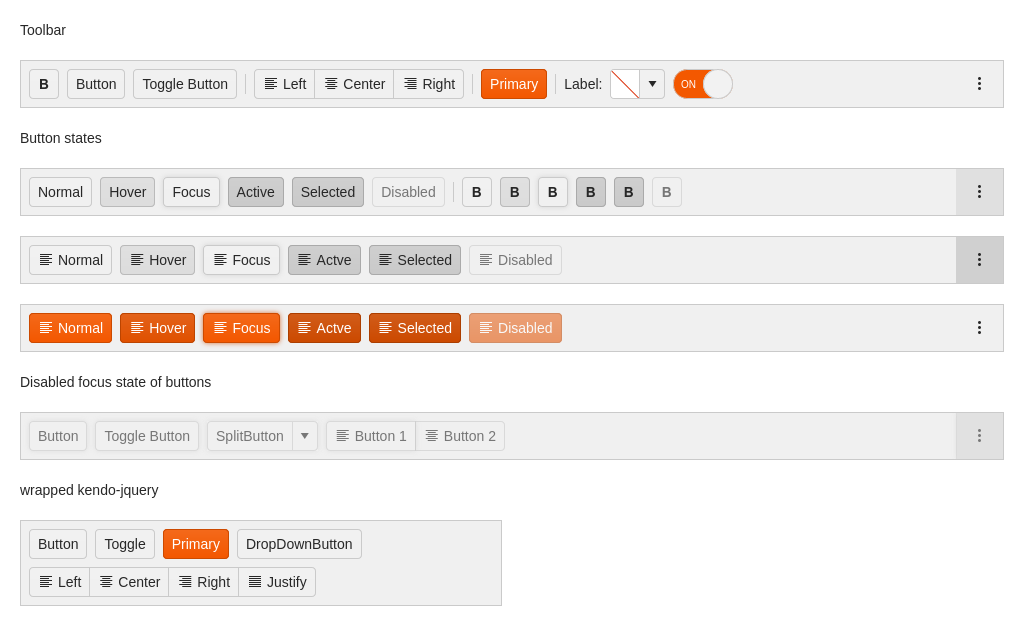 Toolbar
B Button Toggle Button Left Center Right Primary Label: ON
Button states
Normal Hover Focus Active Selected Disabled B B B B B B
Normal Hover Focus Actve Selected Disabled
Normal Hover Focus Actve Selected Disabled
Disabled focus state of buttons
Button Toggle Button SplitButton Button 1 Button 2
wrapped kendo-jquery
Button Toggle Primary DropDownButton
Left Center Right Justify